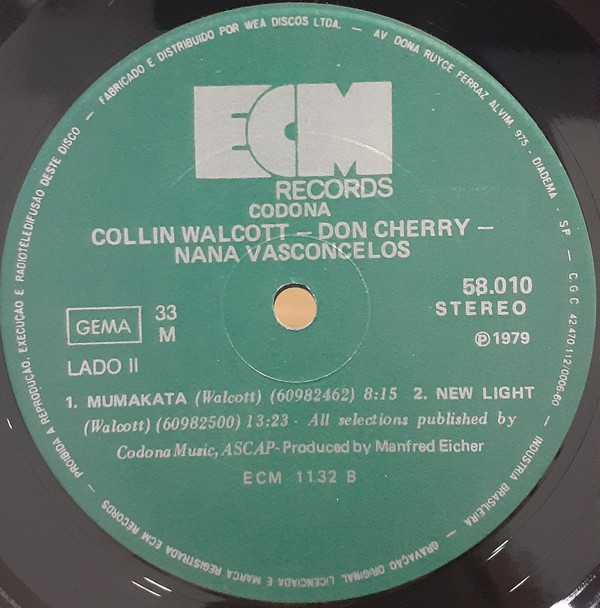 FABRICADO E DISTRIBUIDO POR WEA DISCOS LTDA. — AV DONA RUYCE FERRAZ ALVIM, 975 - DIADEMA - SP - C G C 42.470.112/0006-60 - INDUSTRIA BRASILEIRA — GRAVAÇÃO ORIGINAL LICENCIADA E MARCA REGISTRADA ECM RECORDS — PROIBIDA A REPRODUÇÃO, EXECUÇÃO E RADIOTELEDIFUSÃO DESTE DISCO —
ECM
RECORDS
CODONA
COLLIN WALCOTT — DON CHERRY —
NANA VASCONCELOS
58.010
STEREO
℗ 1979
GEMA
33
M
LADO II
1. MUMAKATA (Walcott) (60982462) 8:15 2. NEW LIGHT
(Walcott) (60982500) 13:23 - All selections published by
Codona Music, ASCAP-Produced by Manfred Eicher
ECM 1132 B